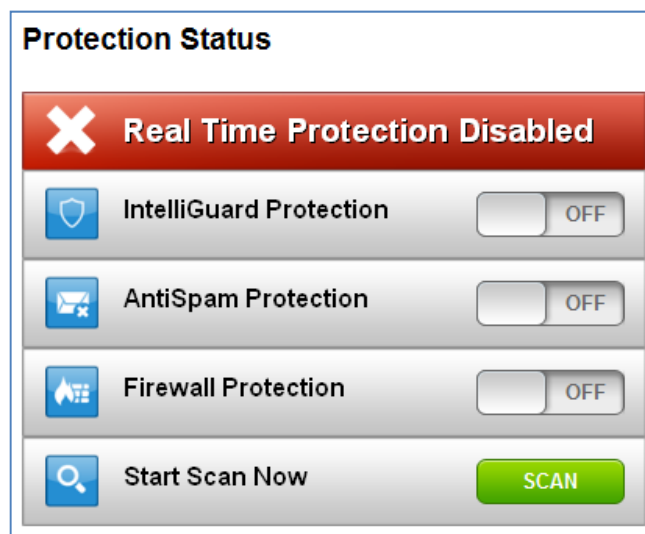 Protection Status
Real Time Protection Disabled
IntelliGuard Protection OFF
AntiSpam Protection OFF
Firewall Protection OFF
Start Scan Now SCAN